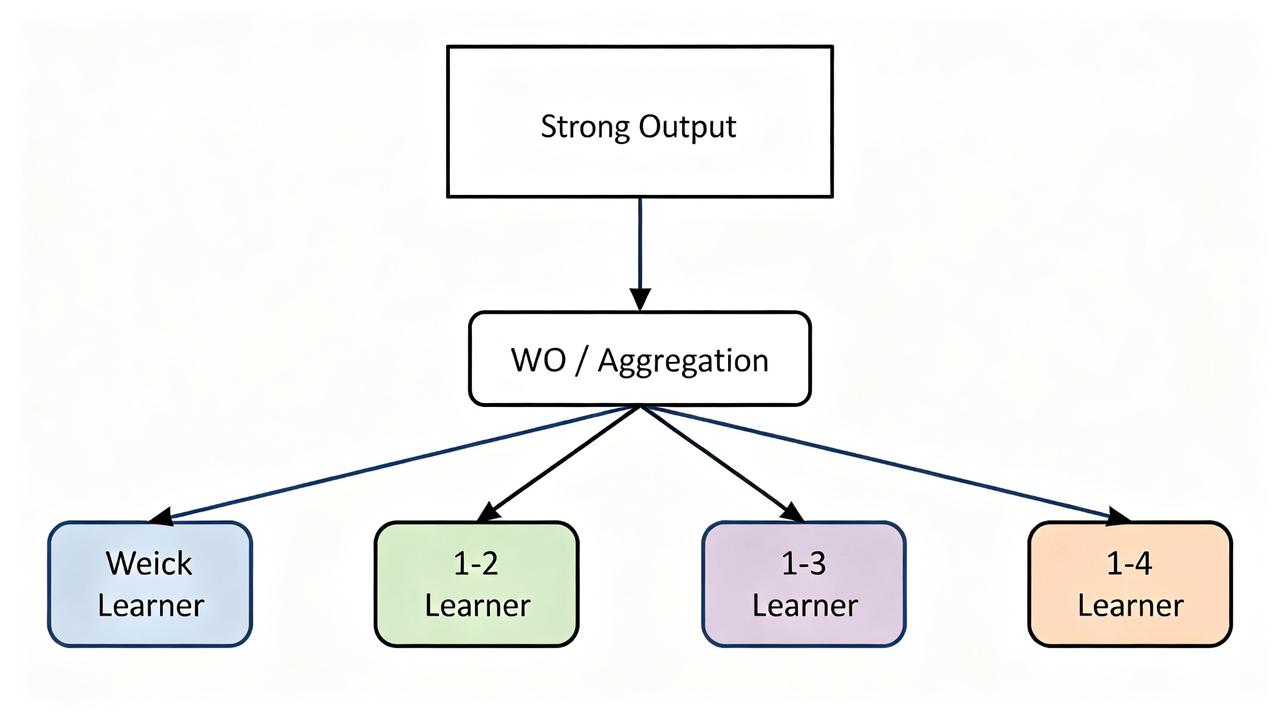 Strong Output
WO / Aggregation
Weick
Learner
1-2
Learner
1-3
Learner
1-4
Learner